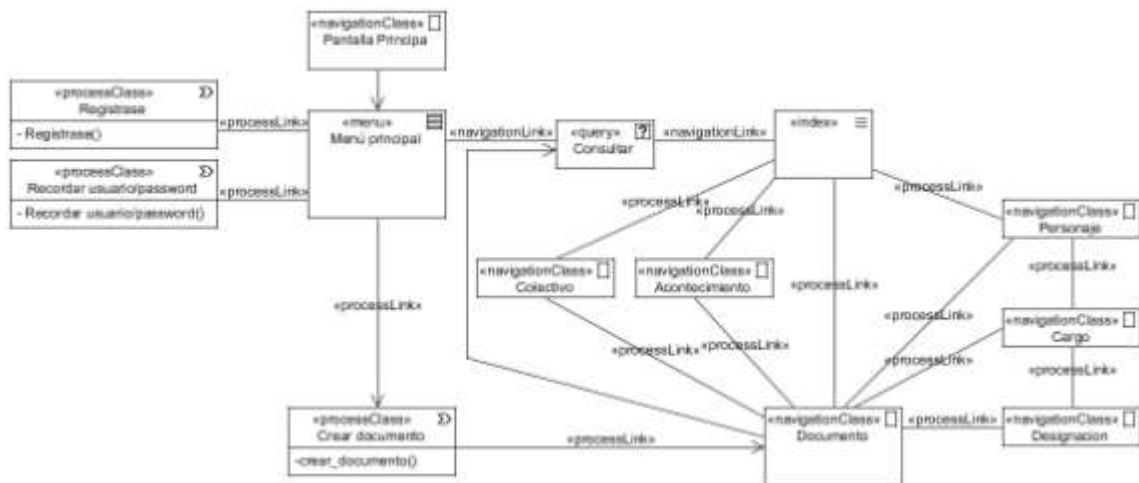 «navigationClass»
Pantalla Principa
«processClass»
Registrase
- Registrase()
«processLink»
«menu»
Menú principal
«navigationLink»
«query»
Consultar
«navigationLink»
«index»
«processClass»
Recordar usuario/password
- Recordar usuario/password()
«processLink»
«processLink»
«processLink»
«processLink»
«navigationClass»
Personaje
«navigationClass»
Colectivo
«navigationClass»
Acontecimiento
«processLink»
«processLink»
«processLink»
«processLink»
«navigationClass»
Cargo
«processLink»
«processLink»
«processLink»
«processLink»
«processLink»
«processClass»
Crear documento
-crear_documento()
«processLink»
«navigationClass»
Documento
«processLink»
«navigationClass»
Designacion